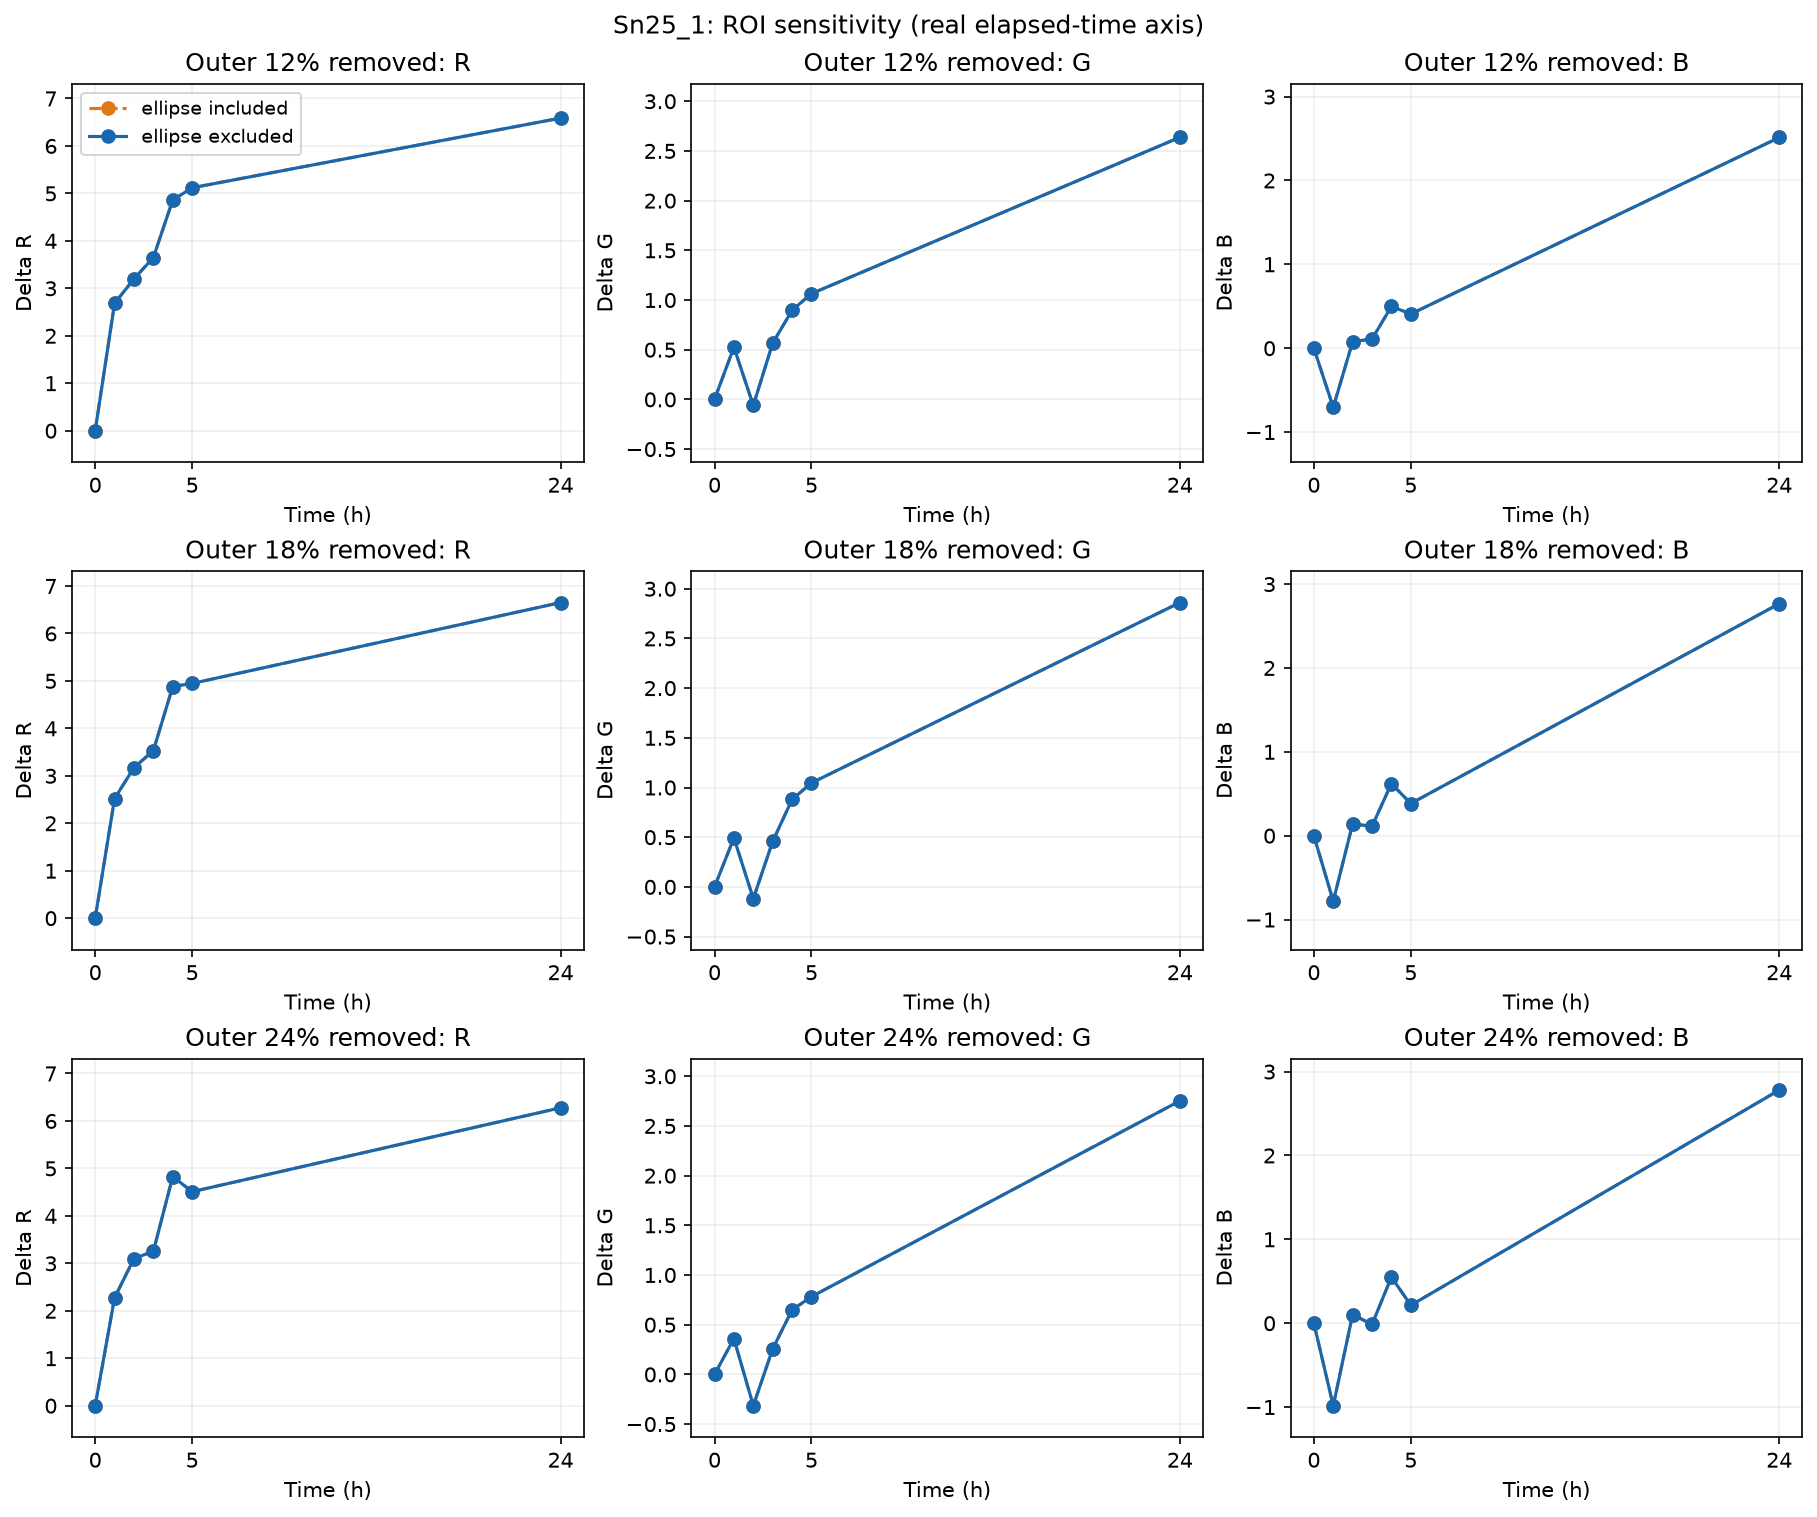 Sn25_1: ROI sensitivity (real elapsed-time axis)
Outer 12% removed: R
ellipse included
ellipse excluded
7
6
5
4
3
2
1
0
Delta R
0 5 24
Time (h)
Outer 12% removed: G
3.0
2.5
2.0
1.5
1.0
0.5
0.0
−0.5
Delta G
0 5 24
Time (h)
Outer 12% removed: B
3
2
1
0
−1
Delta B
0 5 24
Time (h)
Outer 18% removed: R
7
6
5
4
3
2
1
0
Delta R
0 5 24
Time (h)
Outer 18% removed: G
3.0
2.5
2.0
1.5
1.0
0.5
0.0
−0.5
Delta G
0 5 24
Time (h)
Outer 18% removed: B
3
2
1
0
−1
Delta B
0 5 24
Time (h)
Outer 24% removed: R
7
6
5
4
3
2
1
0
Delta R
0 5 24
Time (h)
Outer 24% removed: G
3.0
2.5
2.0
1.5
1.0
0.5
0.0
−0.5
Delta G
0 5 24
Time (h)
Outer 24% removed: B
3
2
1
0
−1
Delta B
0 5 24
Time (h)